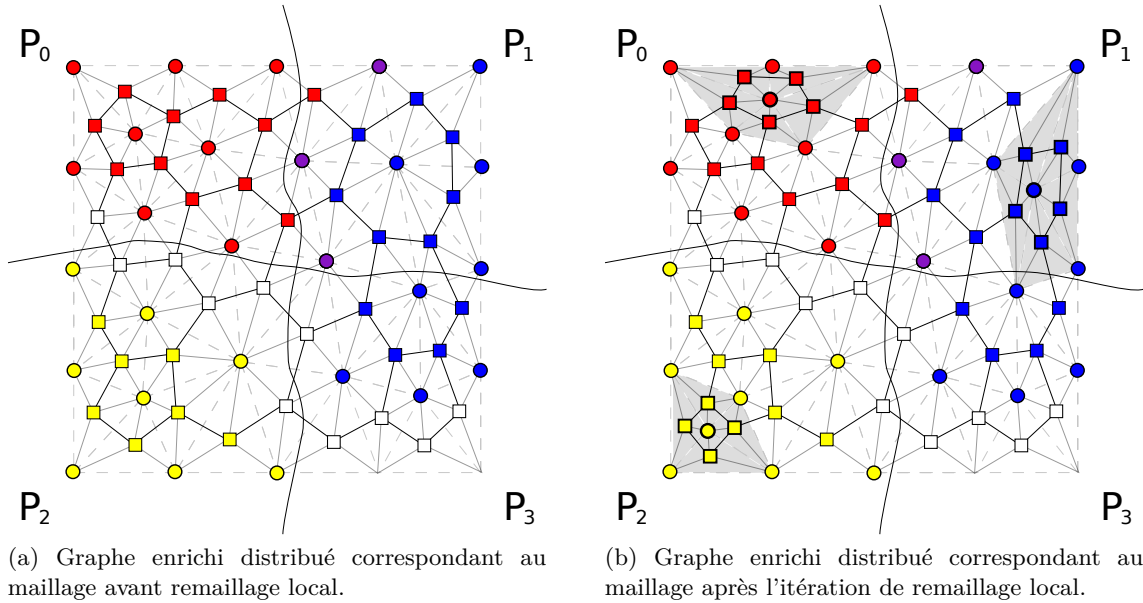 P0 P1 P0 P1
P2 P3 P2 P3
(a) Graphe enrichi distribué correspondant au
maillage avant remaillage local.
(b) Graphe enrichi distribué correspondant au
maillage après l'itération de remaillage local.